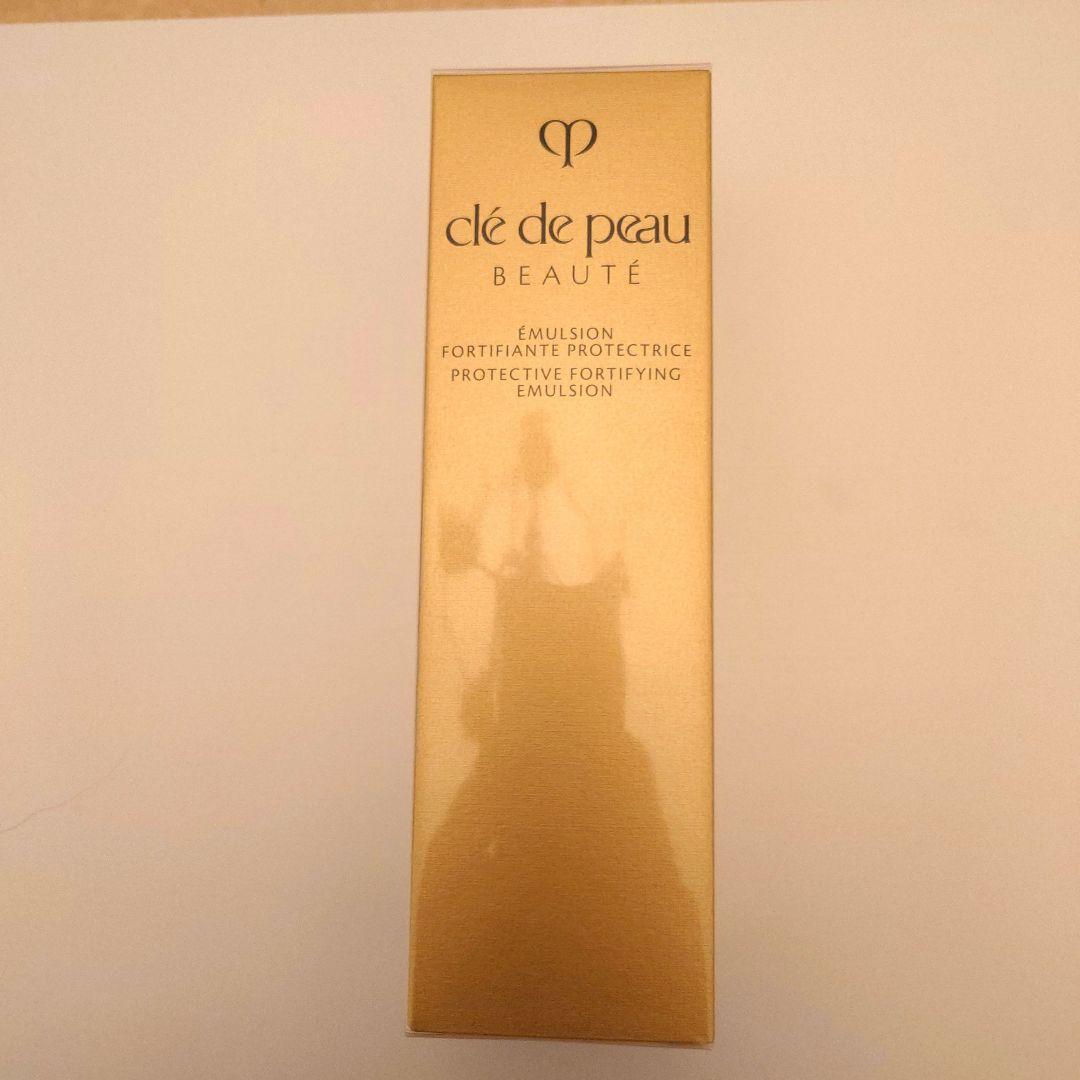 clé de peau
BEAUTÉ
ÉMULSION
FORTIFIANTE PROTECTRICE
PROTECTIVE FORTIFYING
EMULSION